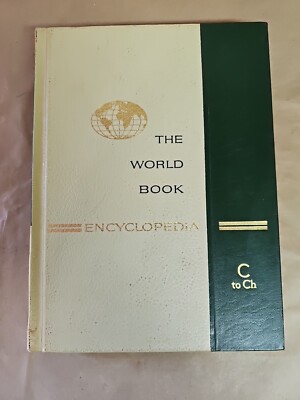 THE
WORLD
BOOK
ENCYCLOPEDIA
C
to Ch